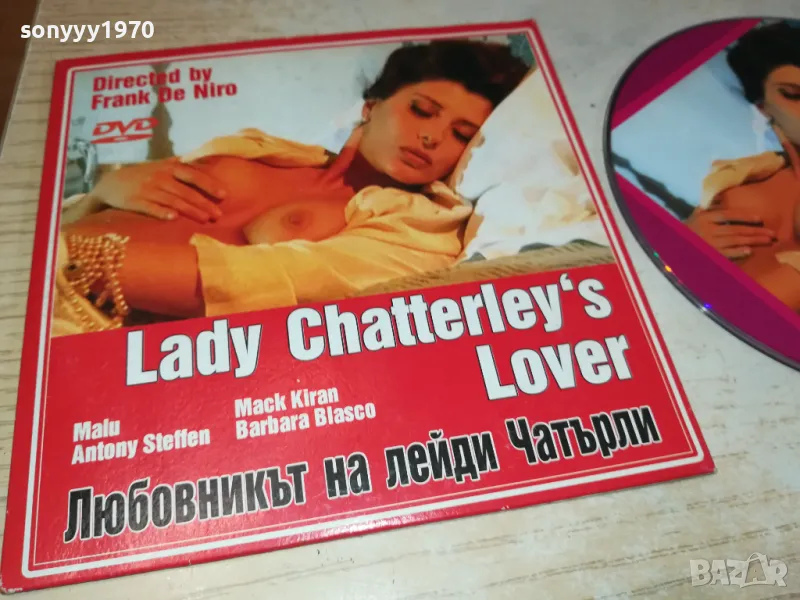 sonyyy1970
Directed by
Frank De Niro
DVD
Lady Chatterley's
Lover
Malu
Antony Steffen
Mack Kiran
Barbara Blasco
Любовникът на лейди Чатърли
BAZAR